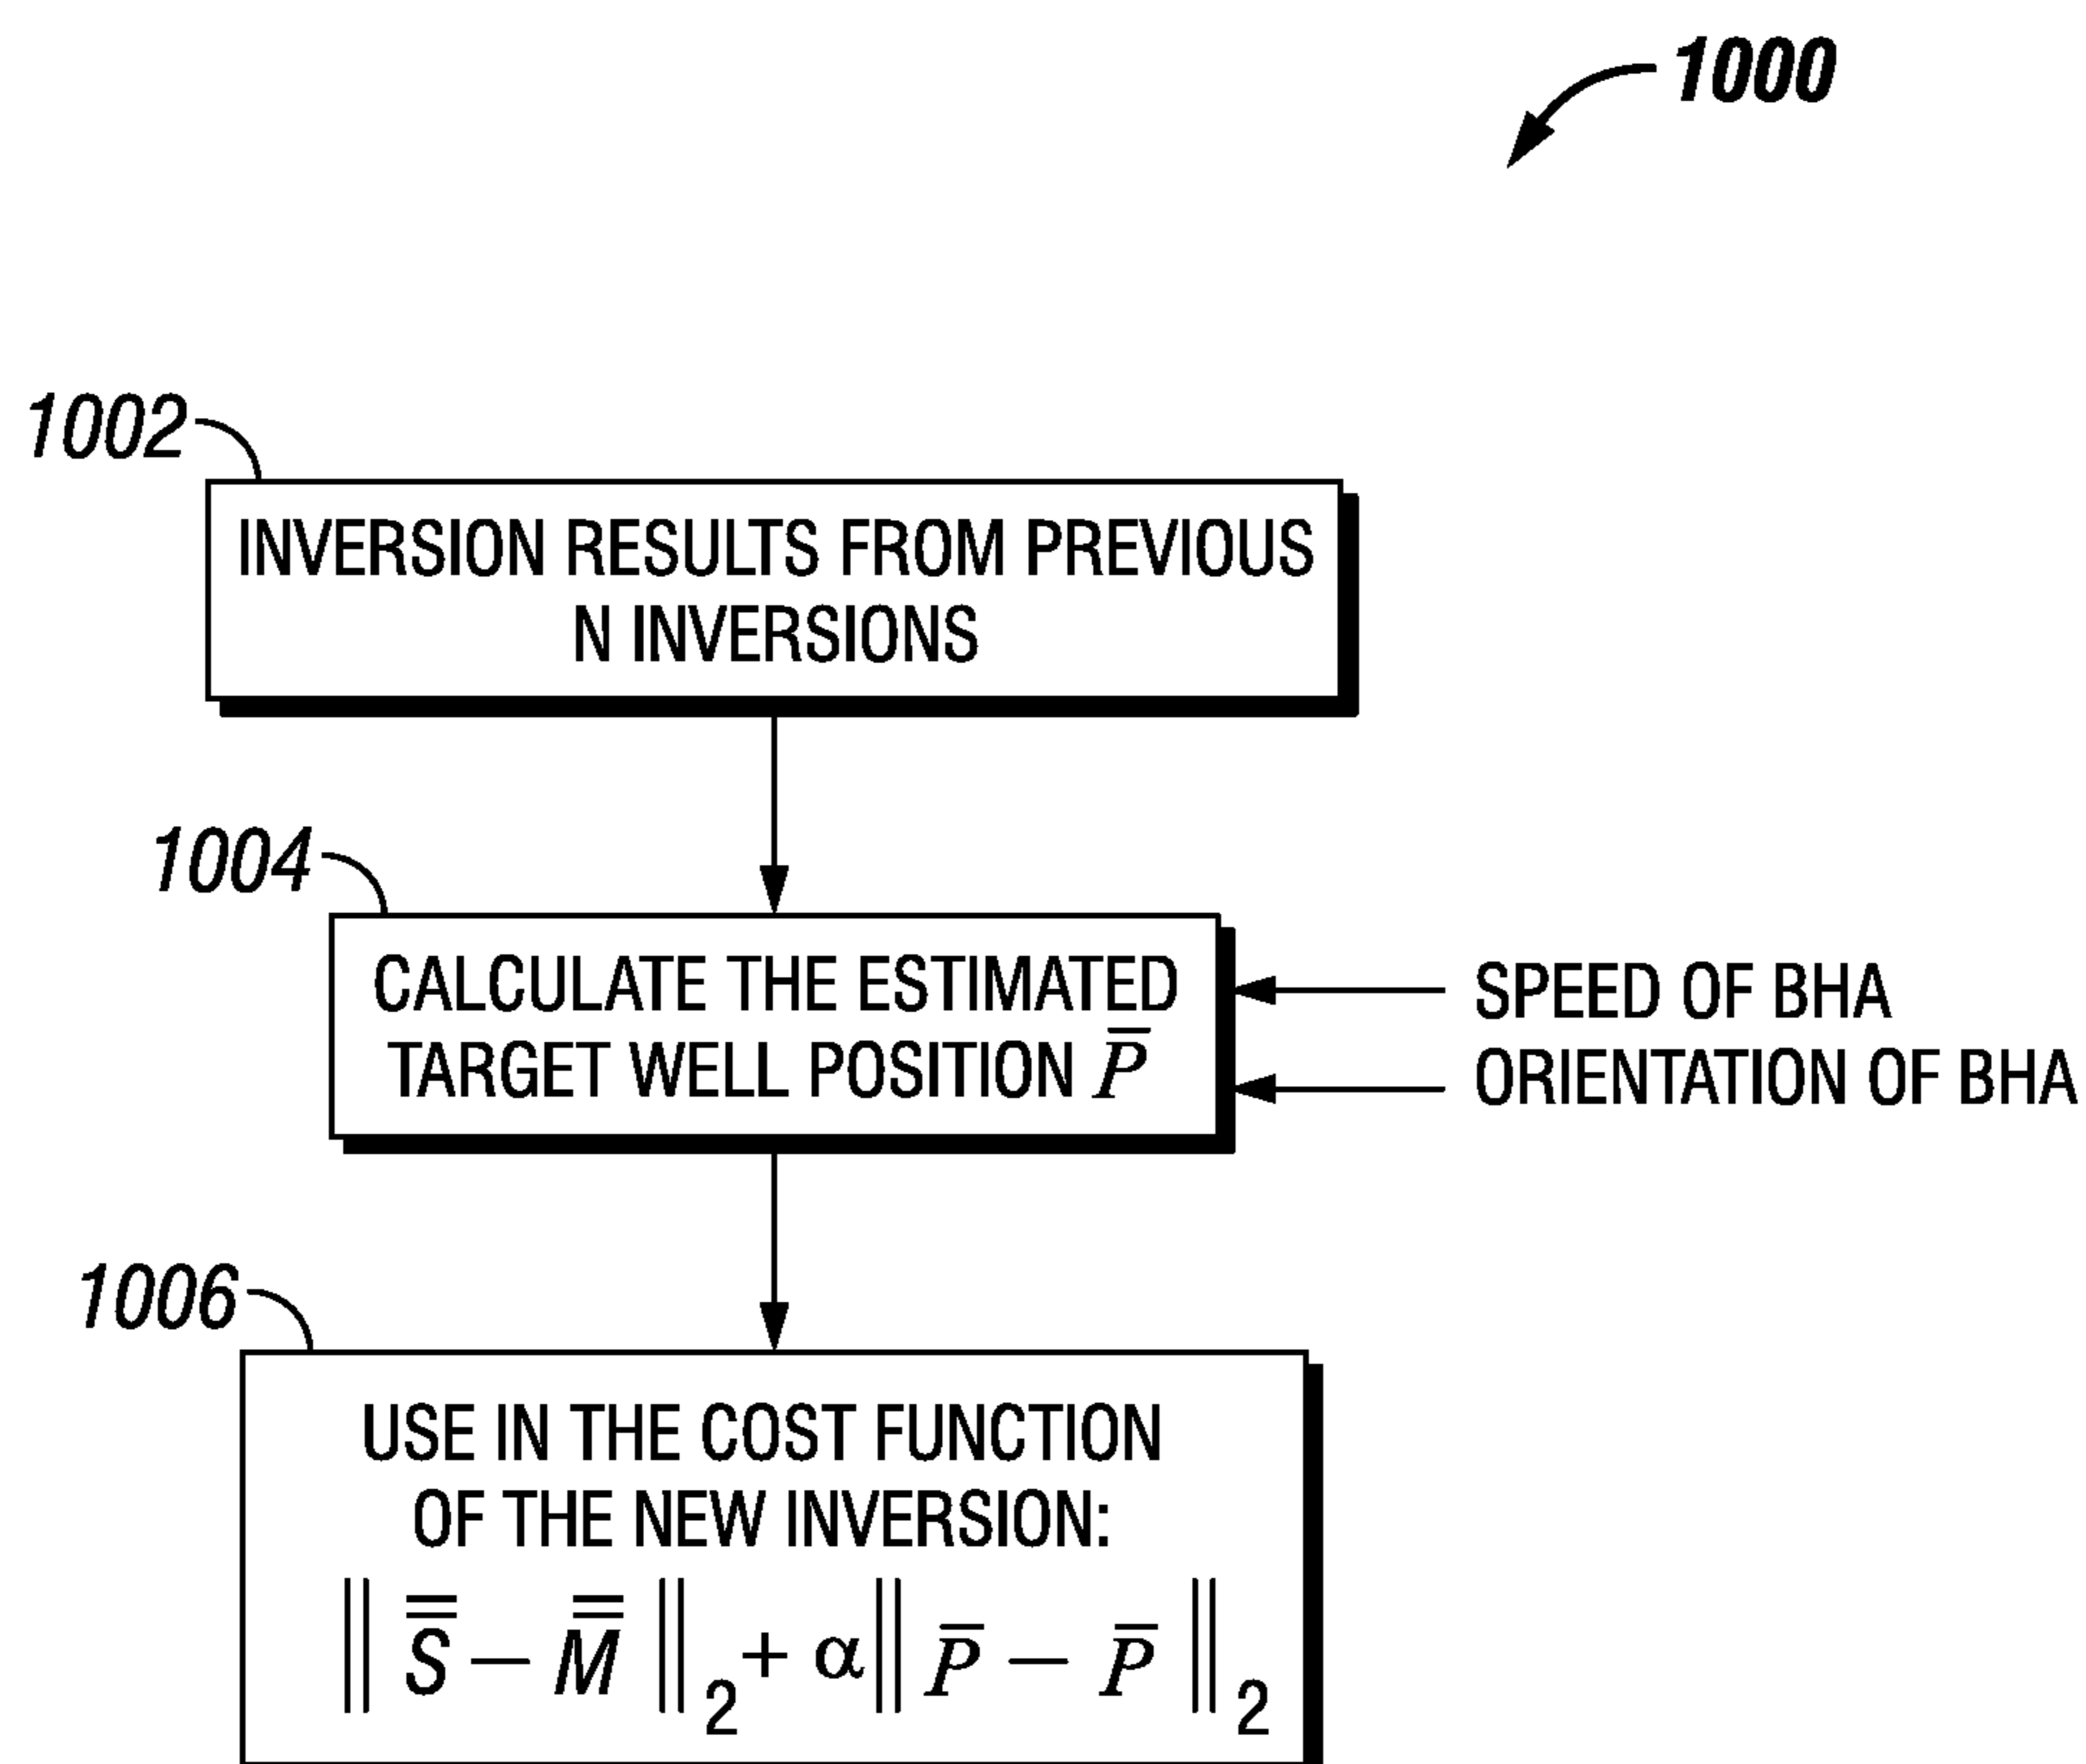 1000
1002
INVERSION RESULTS FROM PREVIOUS
N INVERSIONS
1004
CALCULATE THE ESTIMATED
TARGET WELL POSITION P̅
SPEED OF BHA
ORIENTATION OF BHA
1006
USE IN THE COST FUNCTION
OF THE NEW INVERSION:
‖ S̿ − M̿ ‖₂ + α‖ P̅ − P̅ ‖₂